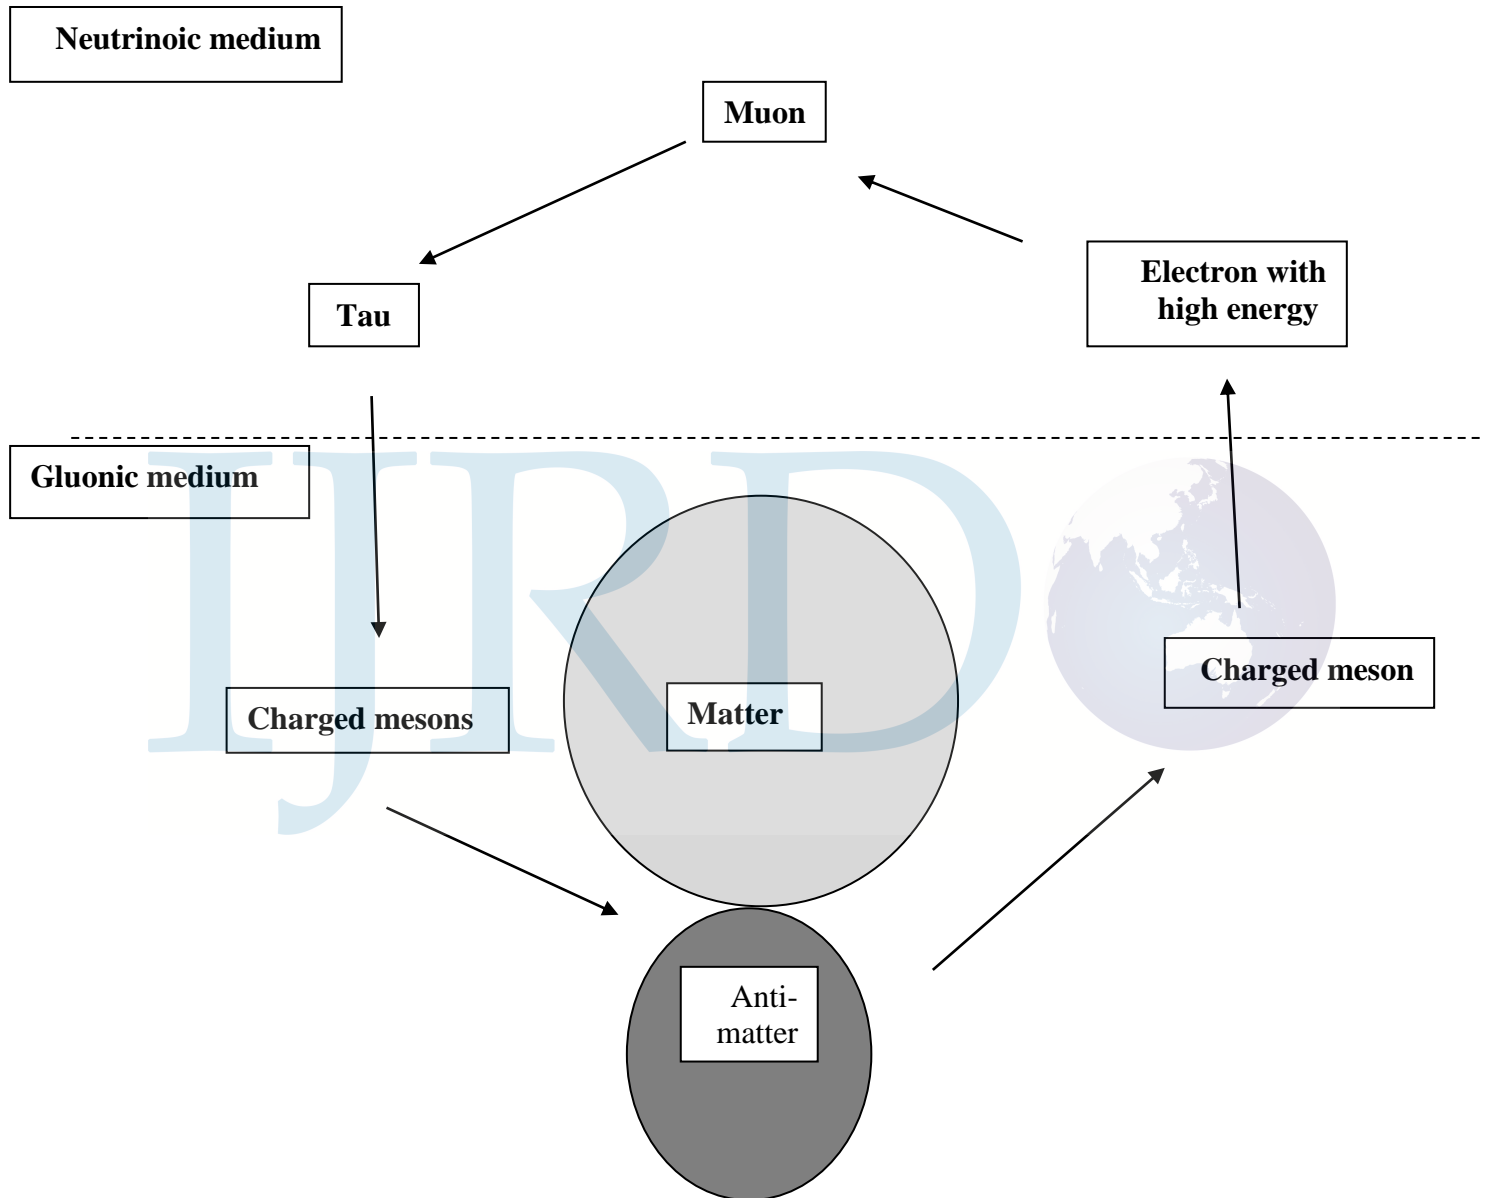 Neutrinoic medium
Muon
Electron with
high energy
Tau
Gluonic medium
IJRD
Charged meson
Charged mesons
Matter
Anti-
matter